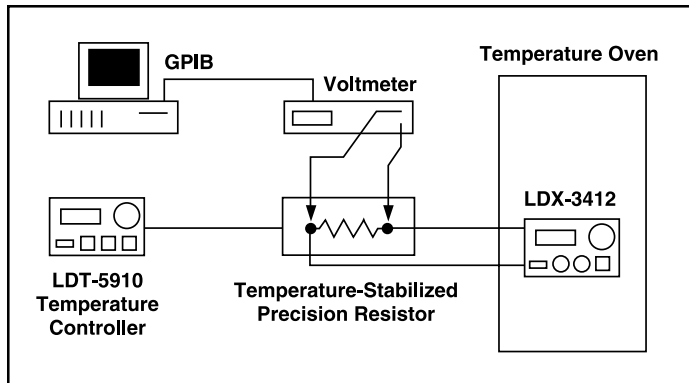 GPIB
Voltmeter
Temperature Oven
LDX-3412
LDT-5910
Temperature
Controller
Temperature-Stabilized
Precision Resistor